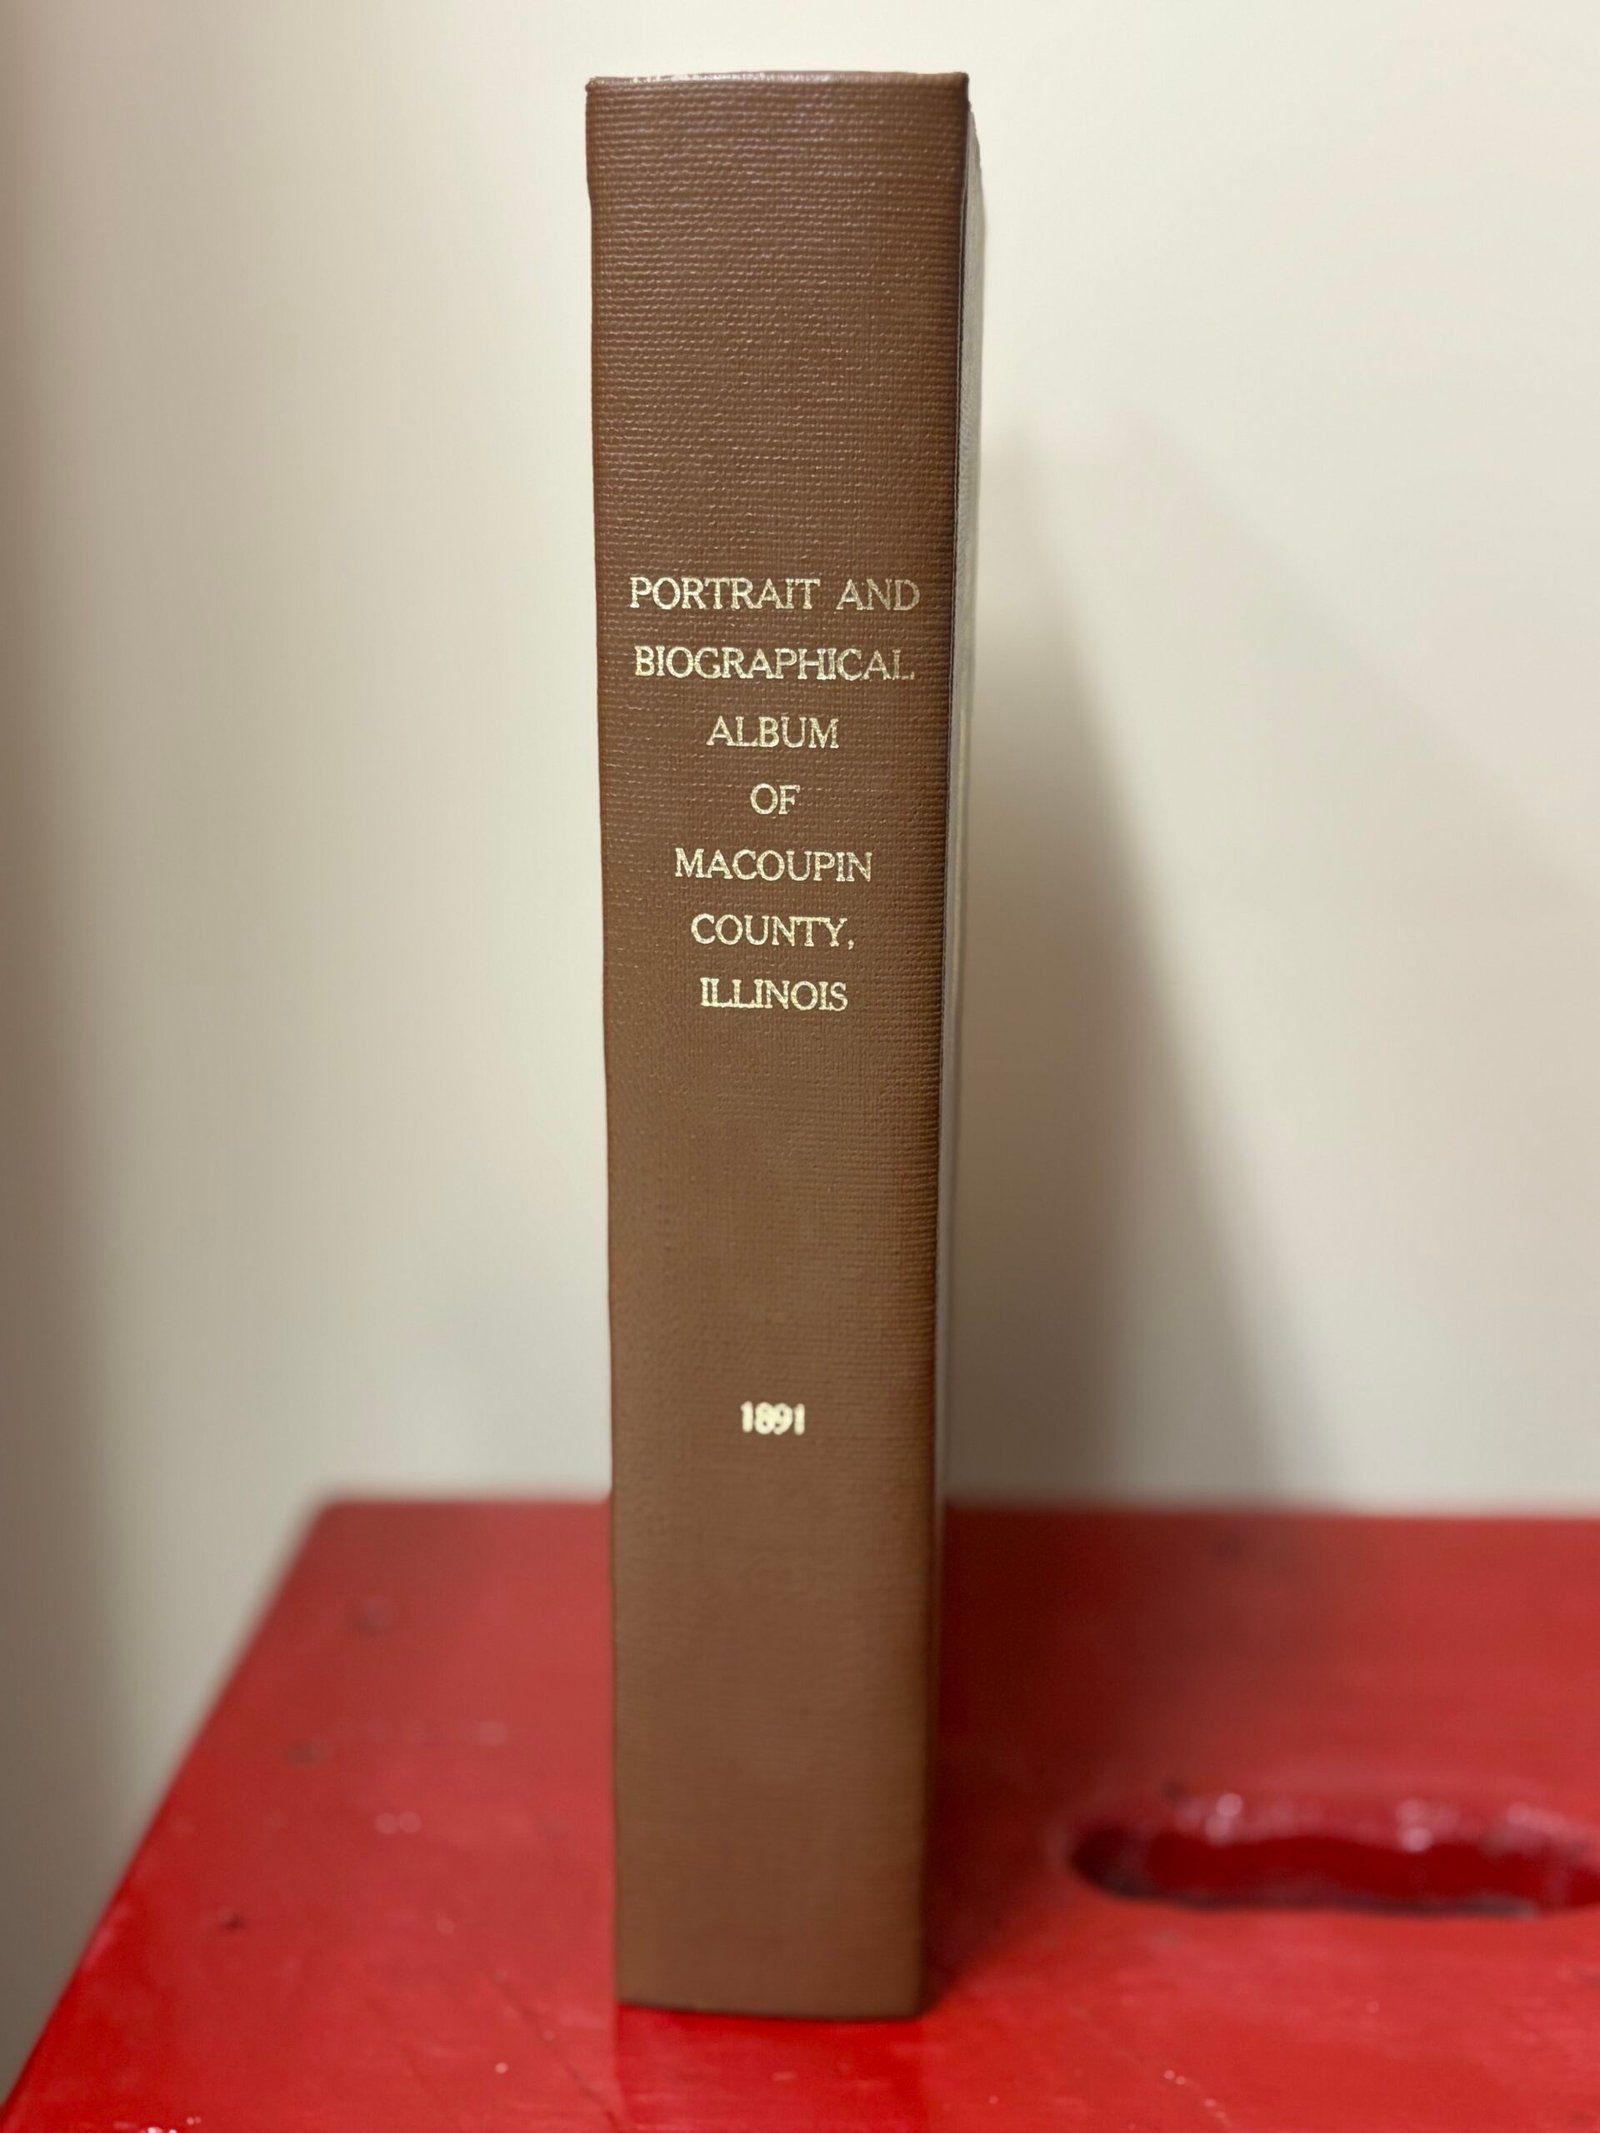 PORTRAIT AND
BIOGRAPHICAL
ALBUM
OF
MACOUPIN
COUNTY,
ILLINOIS
1891